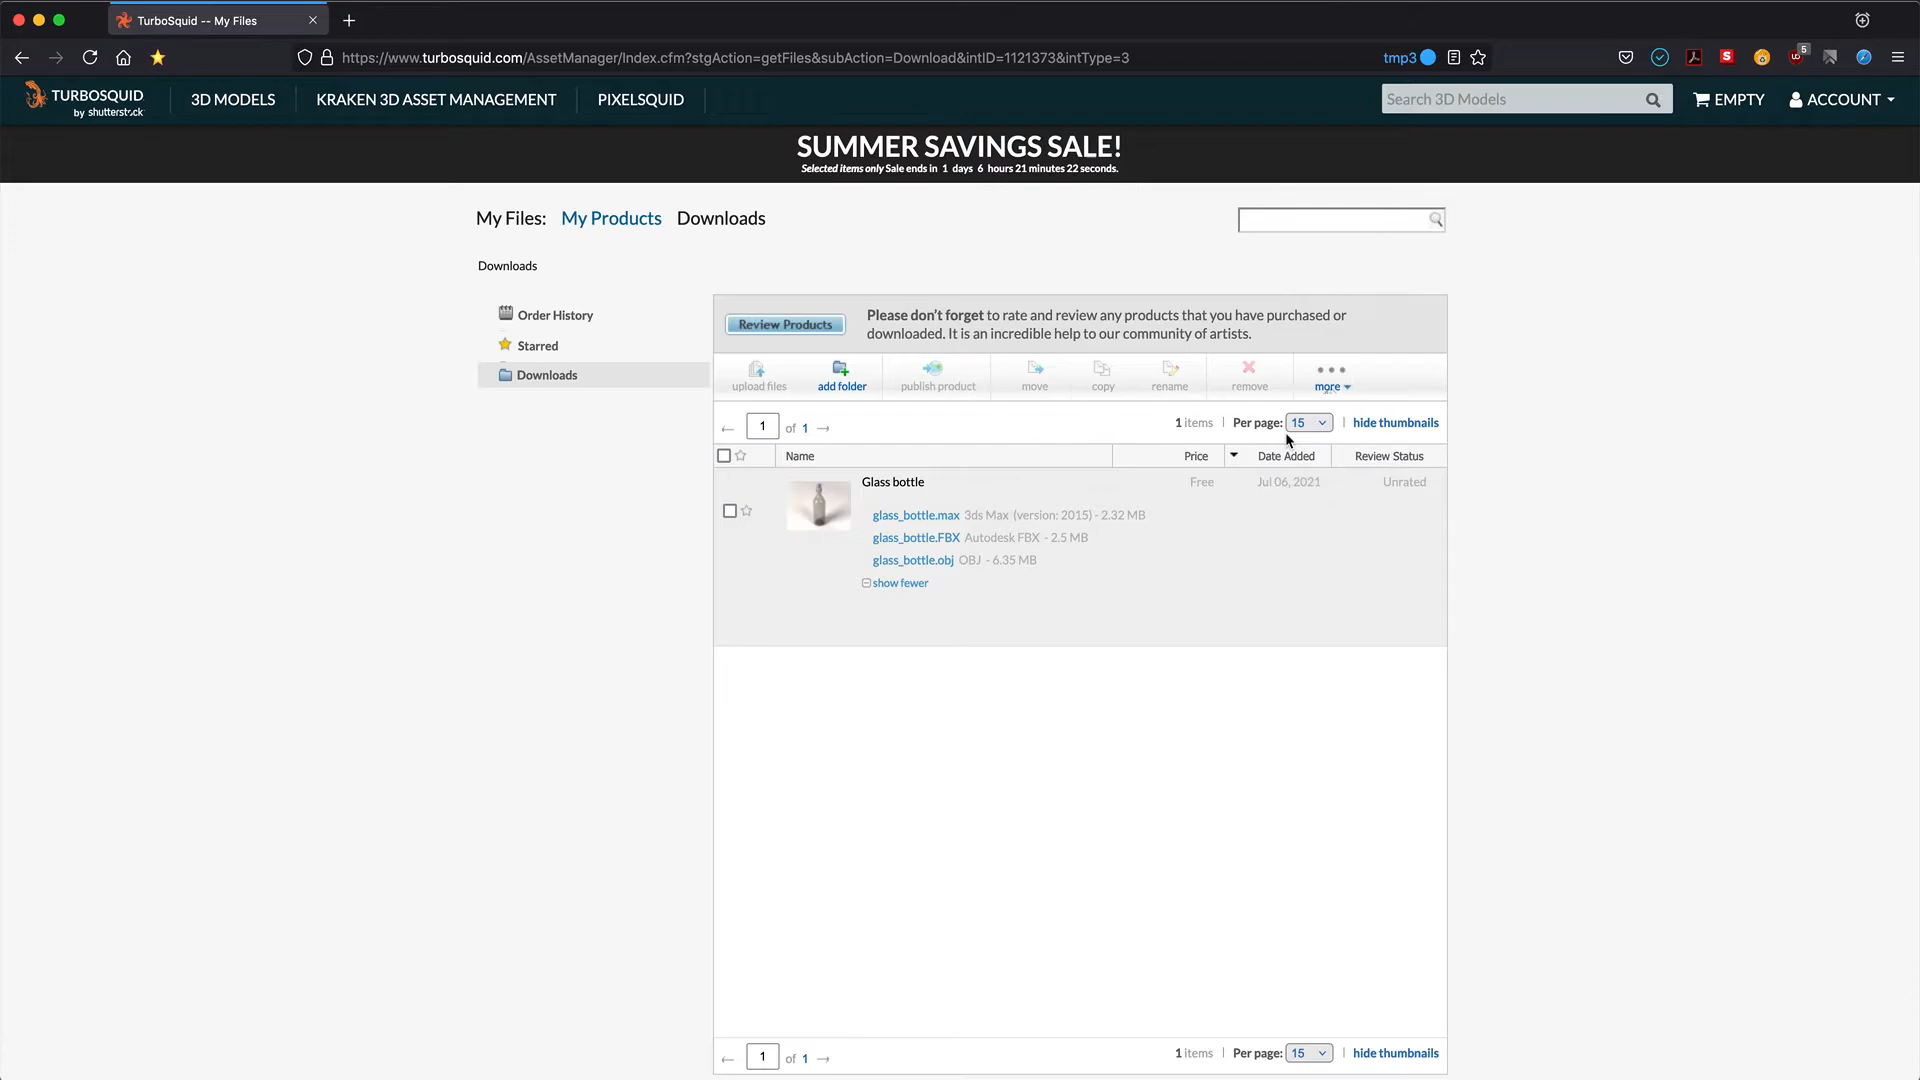 TurboSquid -- My Files
https://www.turbosquid.com/AssetManager/Index.cfm?stgAction=getFiles&subAction=Download&intID=1121373&intType=3
tmp3
5
TURBOSQUID
by shutterstock
3D MODELS
KRAKEN 3D ASSET MANAGEMENT
PIXELSQUID
Search 3D Models
EMPTY
ACCOUNT
SUMMER SAVINGS SALE!
Selected items only Sale ends in 1 days 6 hours 21 minutes 22 seconds.
My Files: My Products Downloads
Downloads
Order History
Starred
Downloads
Review Products
Please don't forget to rate and review any products that you have purchased or
downloaded. It is an incredible help to our community of artists.
upload files
add folder
publish product
move
copy
rename
remove
more
1 of 1
1 items | Per page: 15 | hide thumbnails
Name
Price
Date Added
Review Status
Glass bottle
Free
Jul 06, 2021
Unrated
glass_bottle.max 3ds Max (version: 2015) - 2.32 MB
glass_bottle.FBX Autodesk FBX - 2.5 MB
glass_bottle.obj OBJ - 6.35 MB
show fewer
1 of 1
1 items | Per page: 15 | hide thumbnails